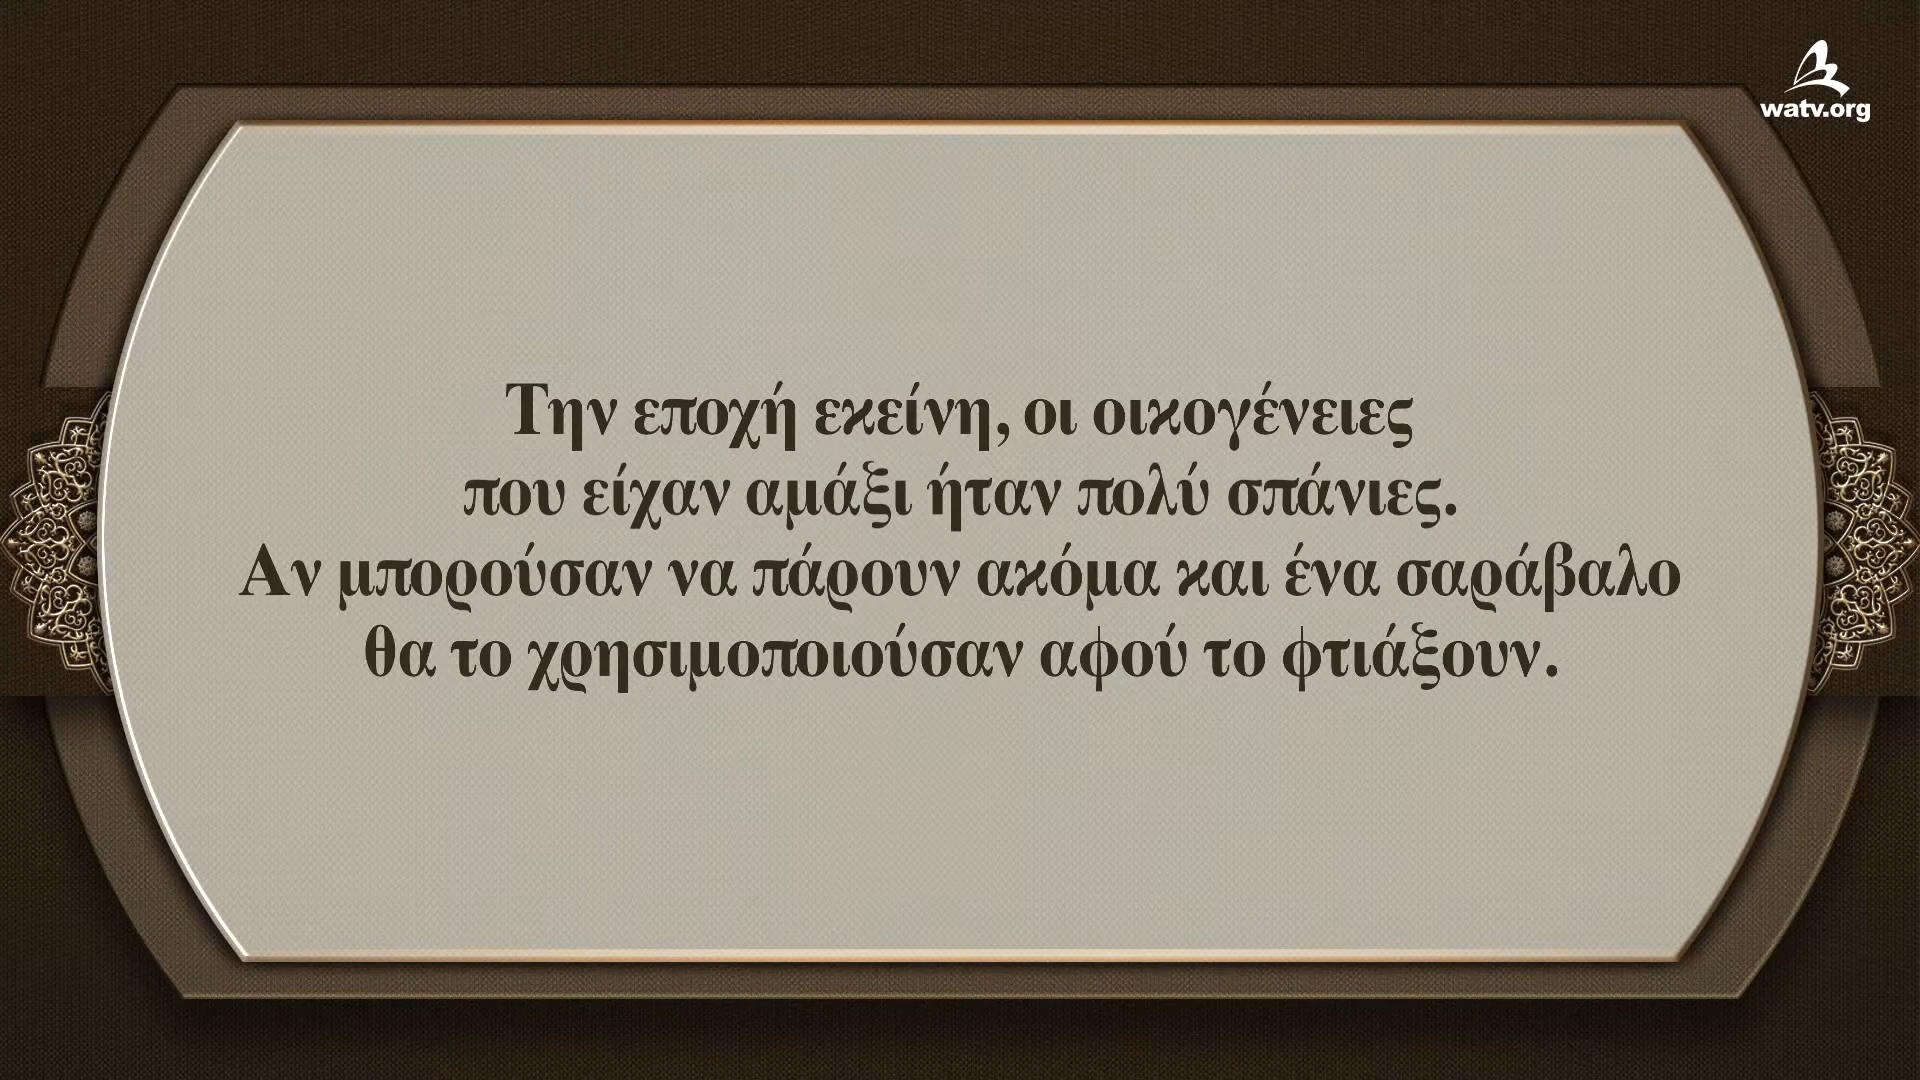 watv.org
Την εποχή εκείνη, οι οικογένειες
που είχαν αμάξι ήταν πολύ σπάνιες.
Αν μπορούσαν να πάρουν ακόμα και ένα σαράβαλο
θα το χρησιμοποιούσαν αφού το φτιάξουν.